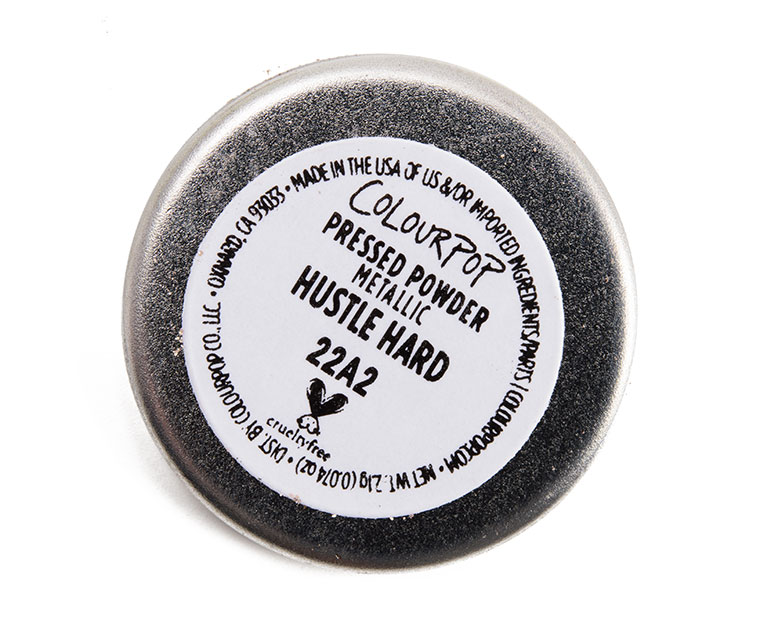 COLOURPOP
PRESSED POWDER
METALLIC
HUSTLE HARD
22A2
crueltyfree
MADE IN THE USA OF US &/OR IMPORTED INGREDIENTS/PARTS | COLOURPOP.COM • NET WT. 2.1g (0.074 oz) • DIST. BY COLOURPOP CO., LLC • OXNARD, CA 93033 •